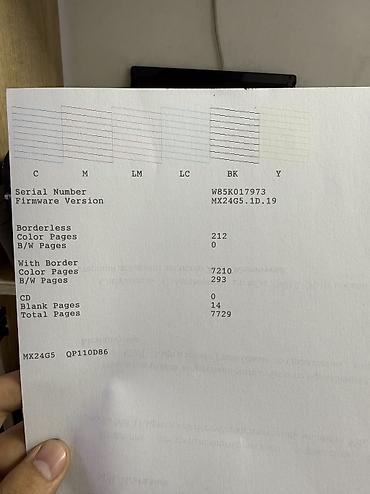 C M LM LC BK Y
Serial Number W85K017973
Firmware Version MX24G5.1D.19
Borderless
Color Pages 212
B/W Pages 0
With Border
Color Pages 7210
B/W Pages 293
CD 0
Blank Pages 14
Total Pages 7729
MX24G5 QP110D86